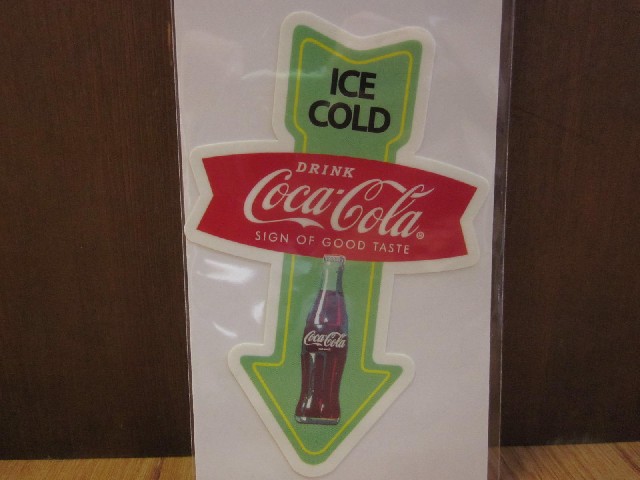 ICE
COLD
DRINK
Coca-Cola®
SIGN OF GOOD TASTE
Coca-Cola